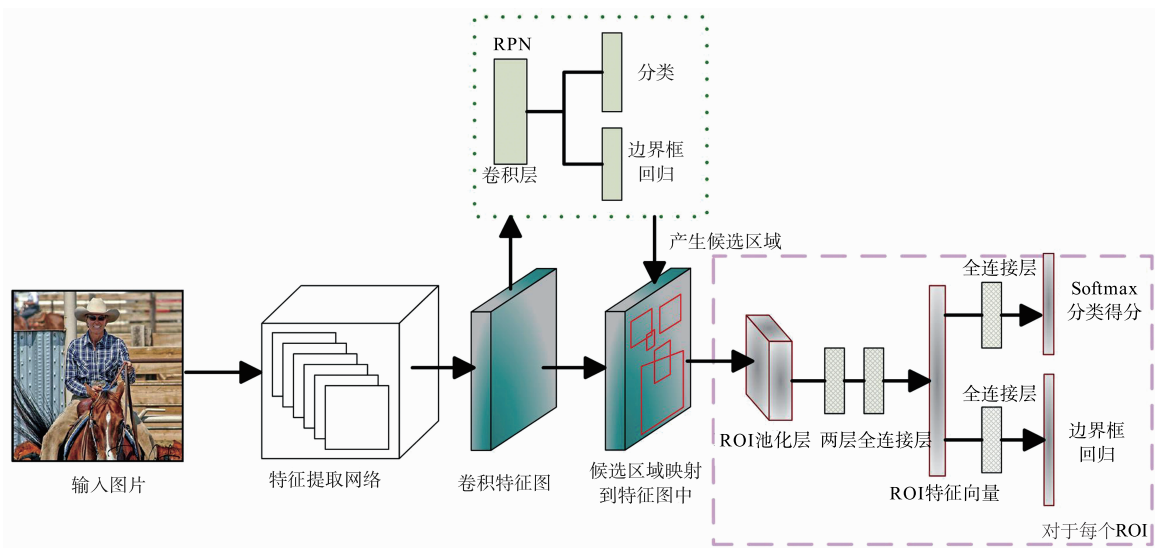 RPN
分类
卷积层
边界框
回归
产生候选区域
输入图片
特征提取网络
卷积特征图
候选区域映射
到特征图中
ROI池化层
两层全连接层
ROI特征向量
全连接层
Softmax
分类得分
全连接层
边界框
回归
对于每个ROI